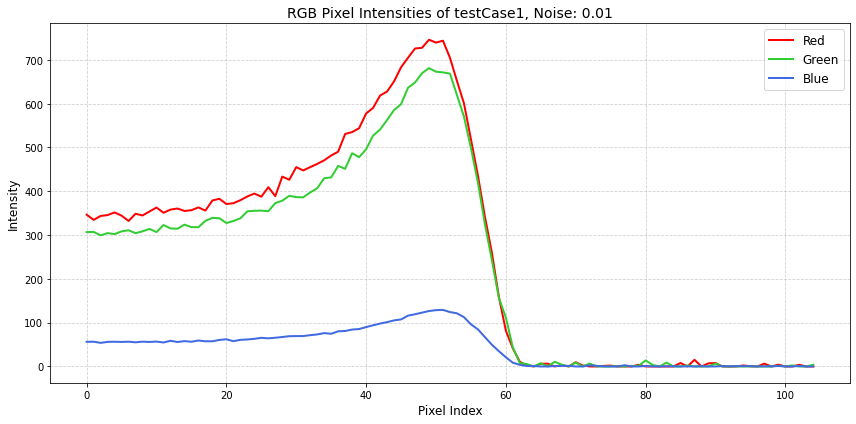 RGB Pixel Intensities of testCase1, Noise: 0.01
Red
Green
Blue
Intensity
700
600
500
400
300
200
100
0
0 20 40 60 80 100
Pixel Index